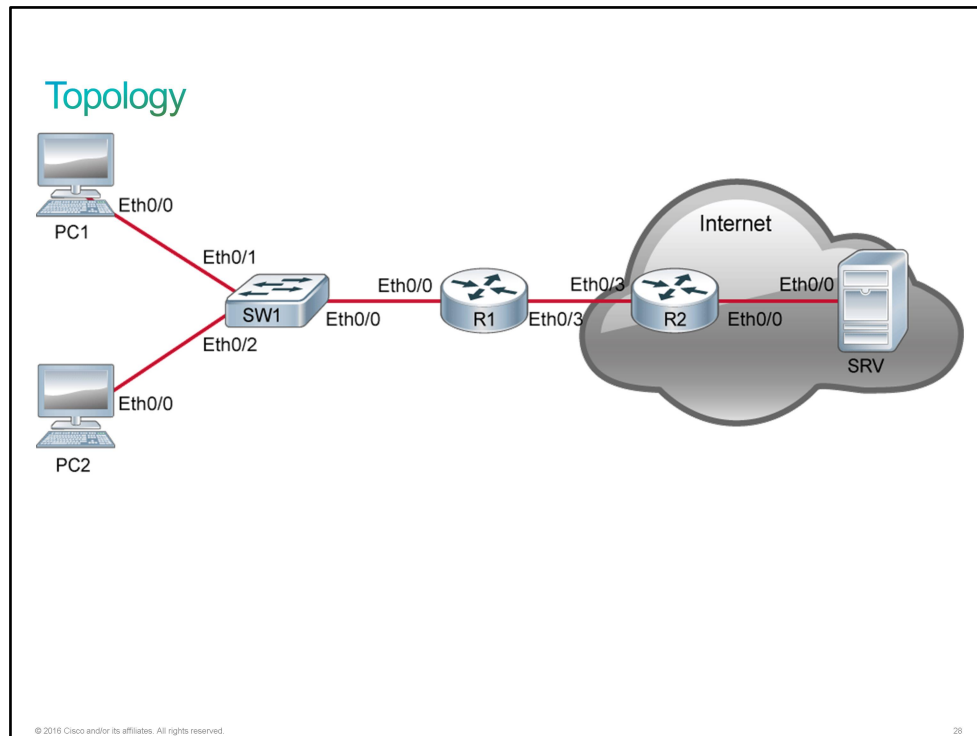 Topology
Eth0/0
PC1
Eth0/1
SW1
Eth0/0
Eth0/2
Eth0/0
PC2
Eth0/0
R1
Eth0/3
Internet
Eth0/3
R2
Eth0/0
Eth0/0
SRV
© 2016 Cisco and/or its affiliates. All rights reserved.
28